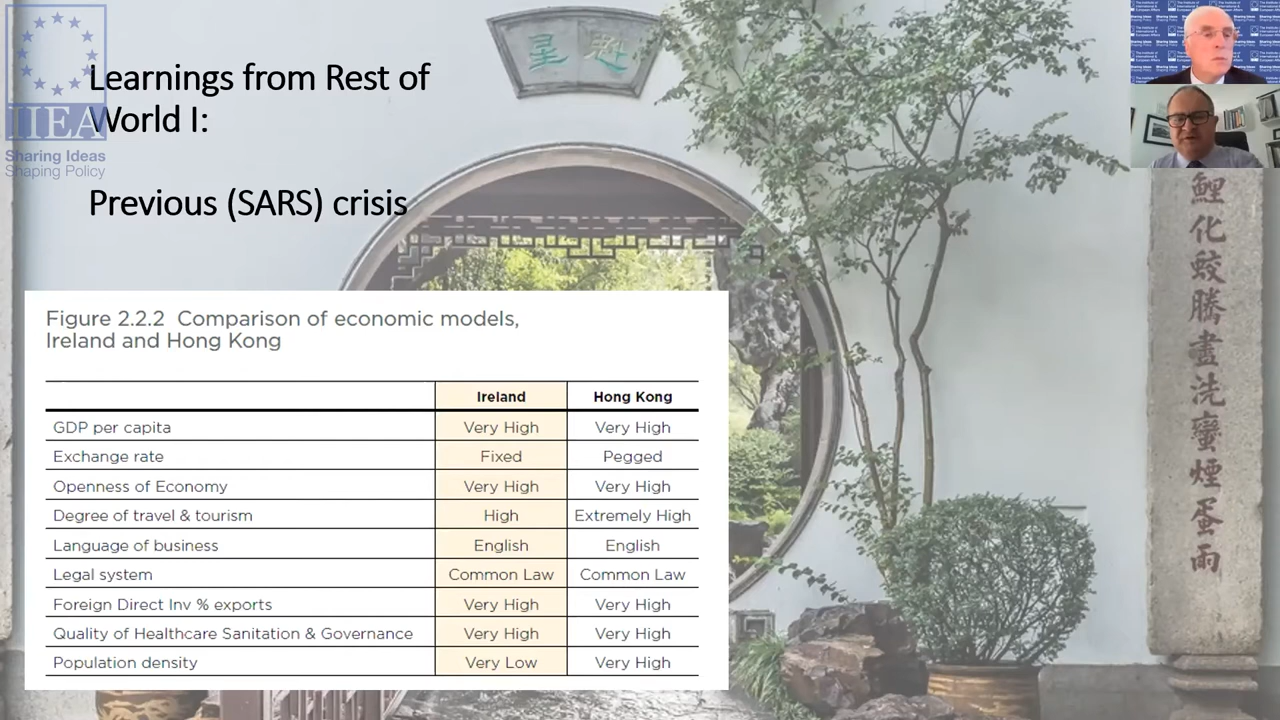 Learnings from Rest of
World I:
Previous (SARS) crisis
IIEA
Sharing Ideas
Shaping Policy
Figure 2.2.2 Comparison of economic models,
Ireland and Hong Kong
Ireland Hong Kong
GDP per capita Very High Very High
Exchange rate Fixed Pegged
Openness of Economy Very High Very High
Degree of travel & tourism High Extremely High
Language of business English English
Legal system Common Law Common Law
Foreign Direct Inv % exports Very High Very High
Quality of Healthcare Sanitation & Governance Very High Very High
Population density Very Low Very High
鯉化蛟騰盡洗蠻煙蛋雨